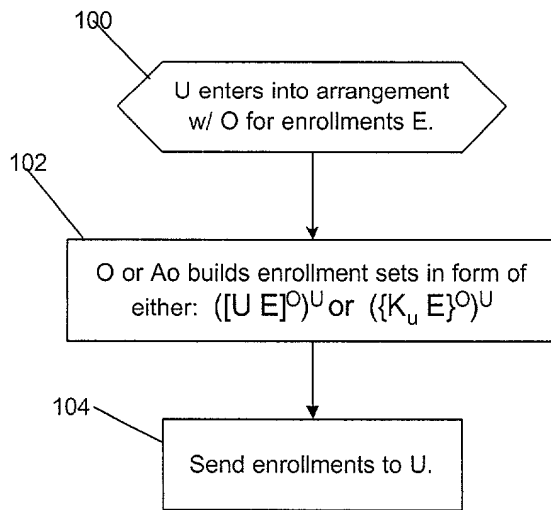 100
U enters into arrangement
w/ O for enrollments E.
102
O or Ao builds enrollment sets in form of
either: ([U E]ᴼ)ᵁ or ({Kᵤ E}ᴼ)ᵁ
104
Send enrollments to U.